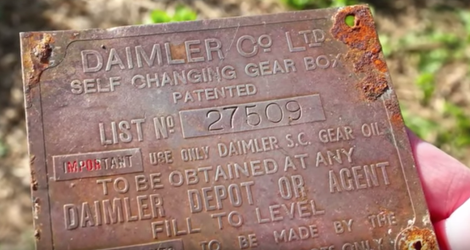 DAIMLER Co LTD
SELF CHANGING GEAR BOX
PATENTED
LIST No 27509
IMPORTANT USE ONLY DAIMLER S.C. GEAR OIL
TO BE OBTAINED AT ANY
DAIMLER DEPOT OR AGENT
FILL TO LEVEL
TO BE MADE BY THE
ONLY